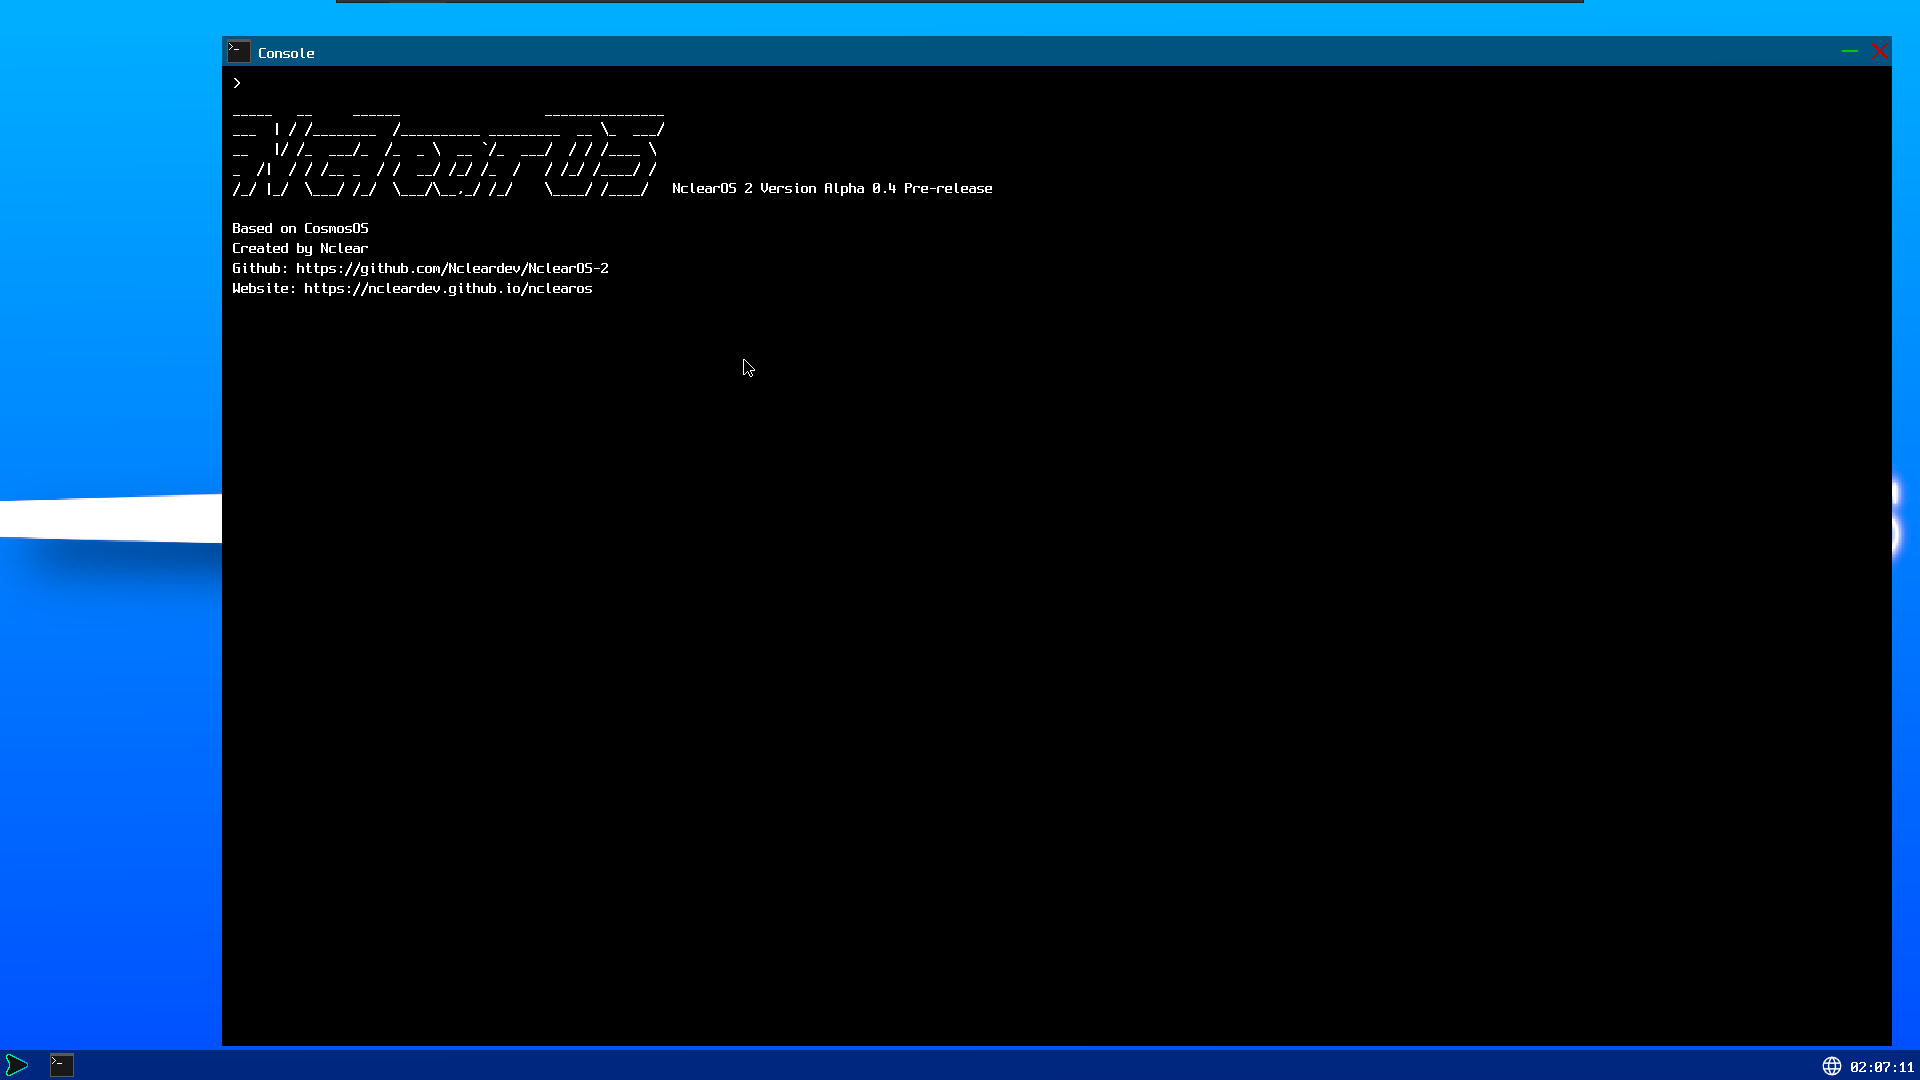 Console
>
NclearOS
NclearOS 2 Version Alpha 0.4 Pre-release
Based on CosmosOS
Created by Nclear
Github: https://github.com/Ncleardev/NclearOS-2
Website: https://ncleardev.github.io/nclearos
02:07:11